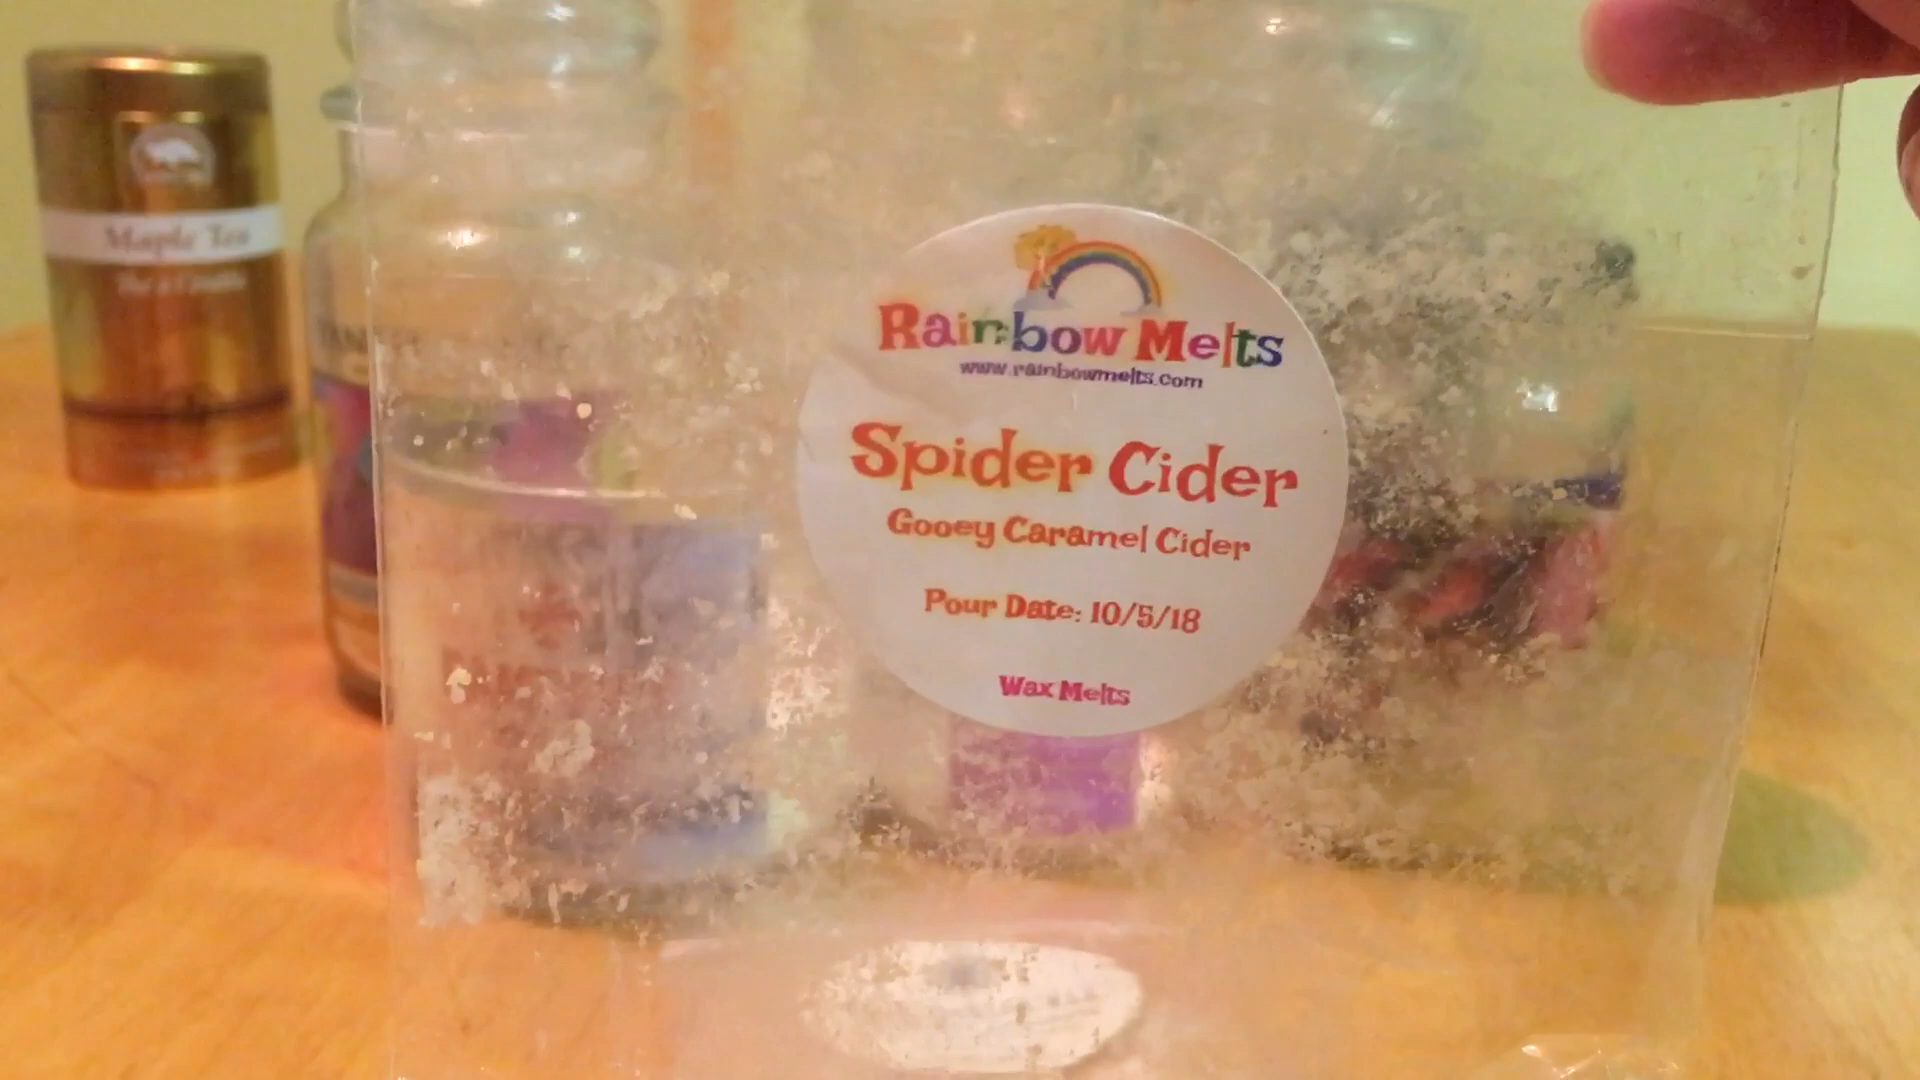 Maple Tea
Rainbow Melts
www.rainbowmelts.com
Spider Cider
Gooey Caramel Cider
Pour Date: 10/5/18
Wax Melts